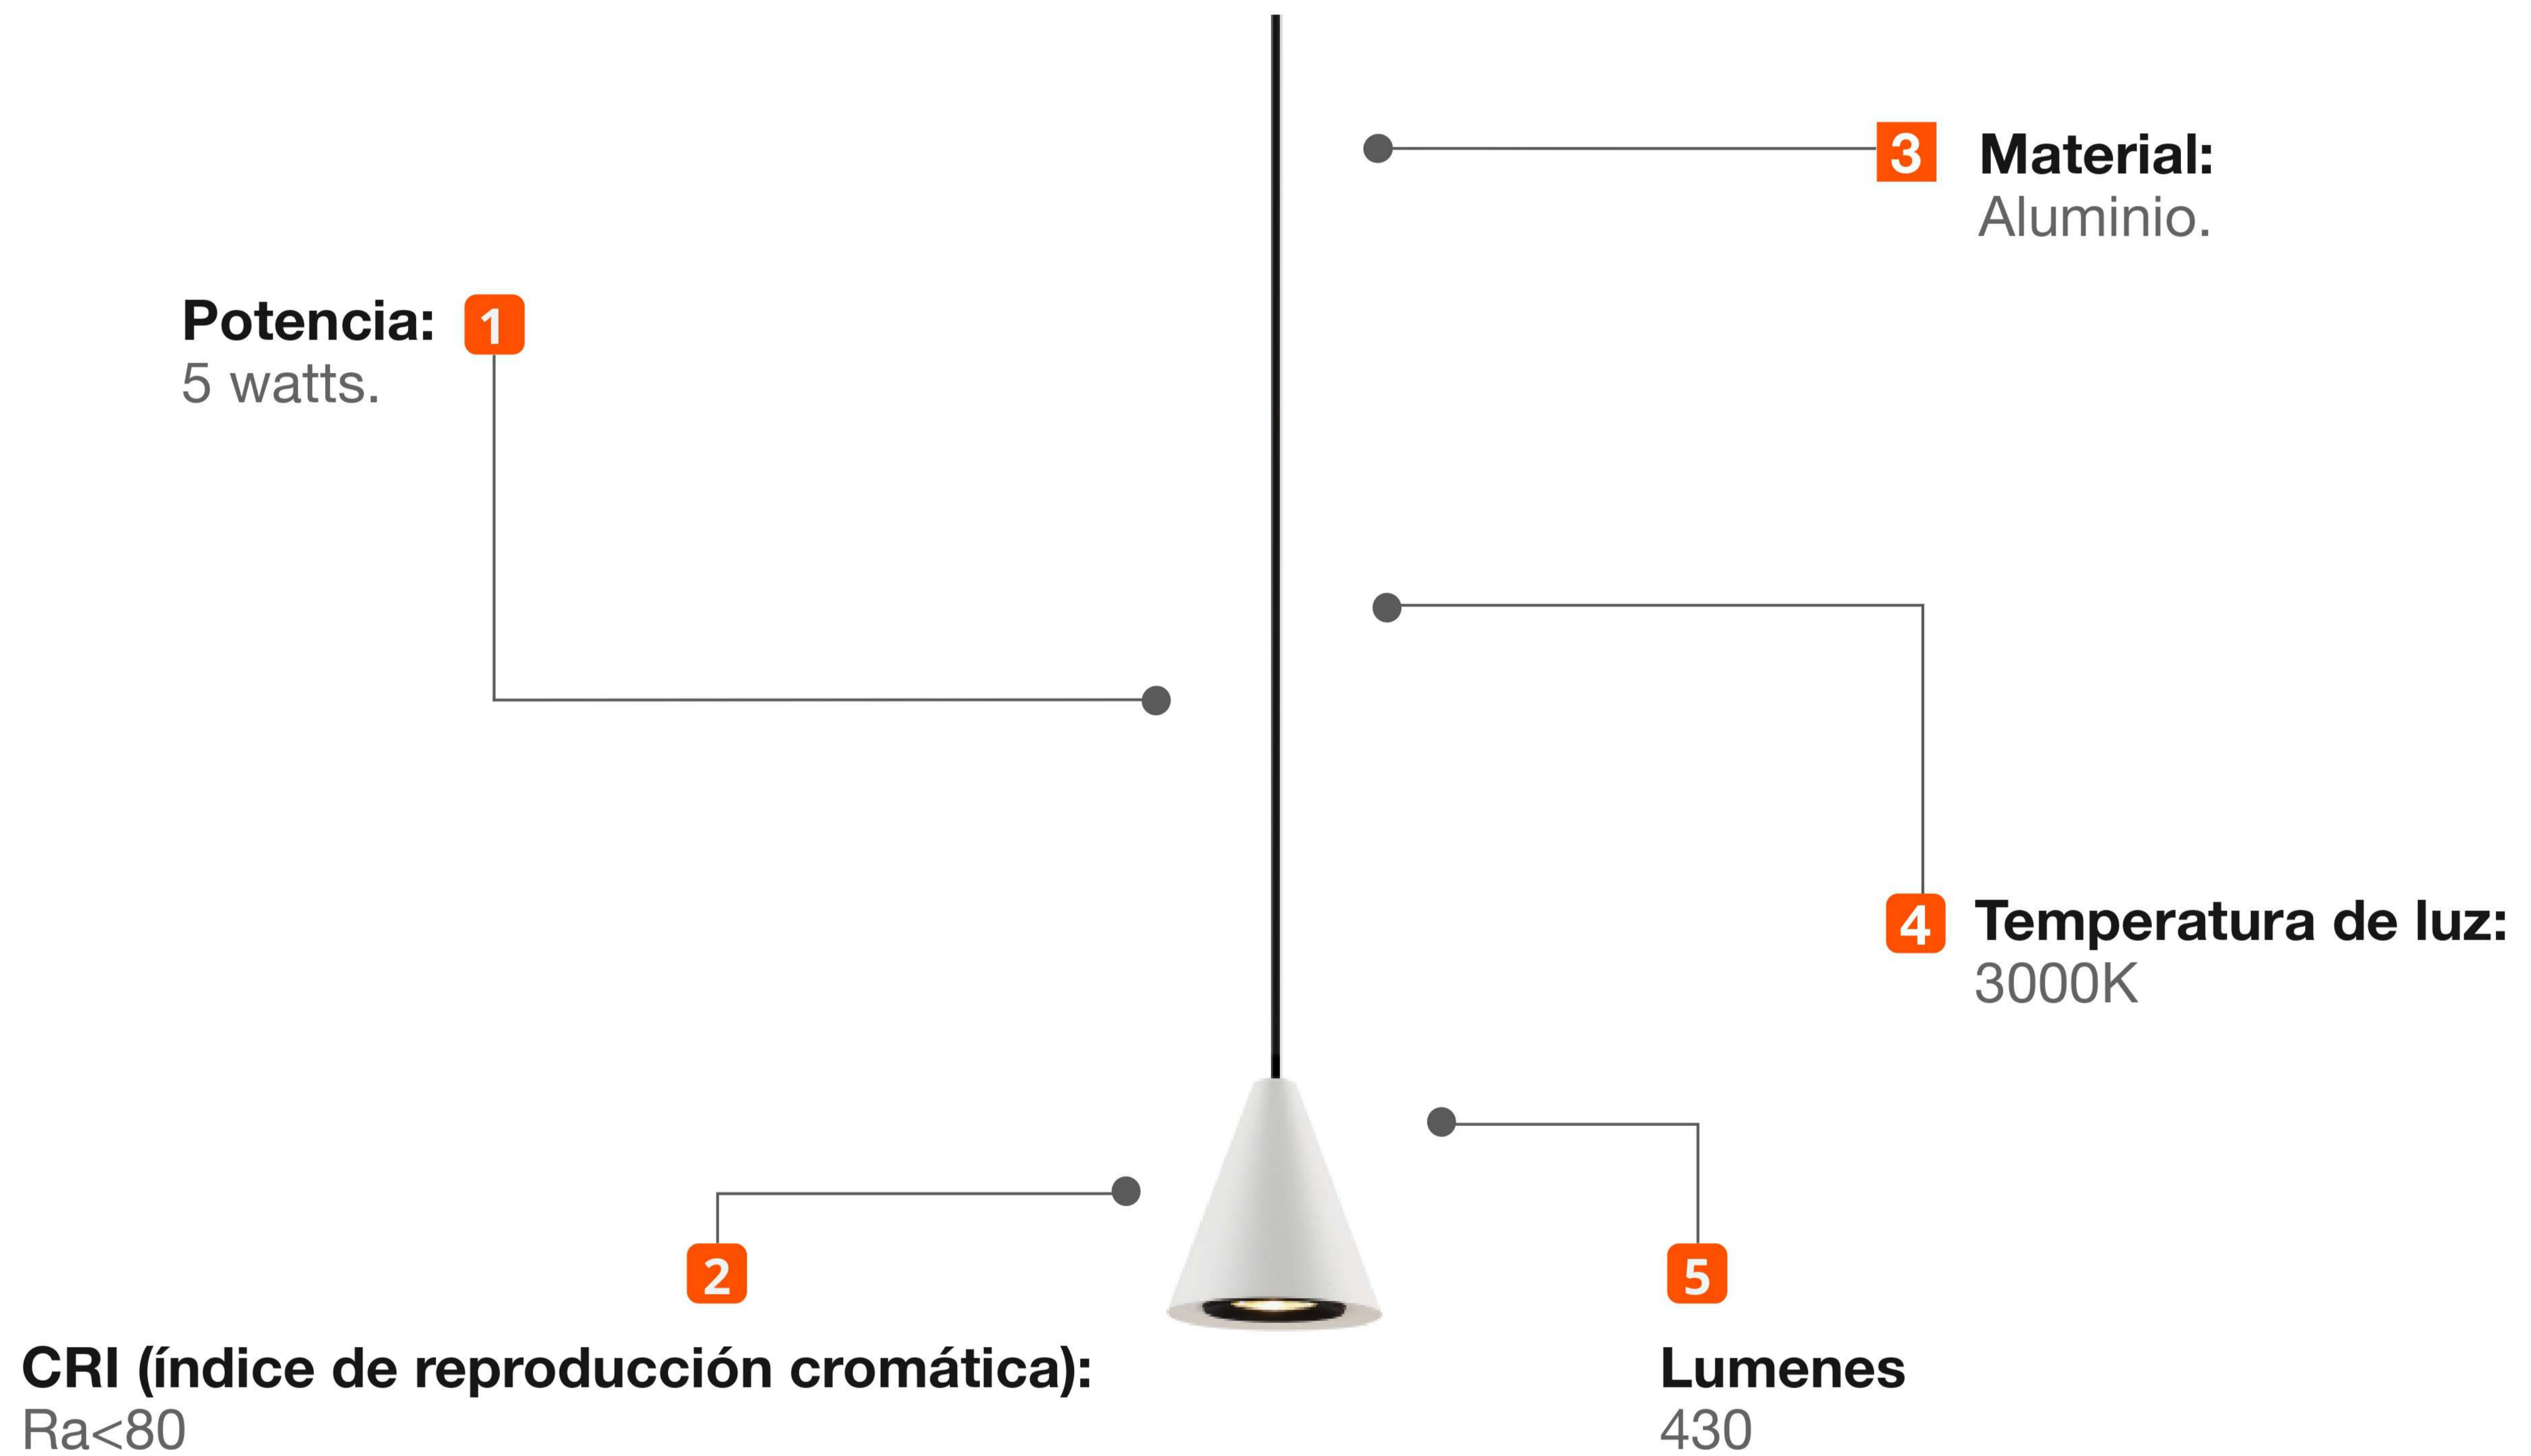 Potencia: 1
5 watts.
2
CRI (índice de reproducción cromática):
Ra<80
3 Material:
Aluminio.
4 Temperatura de luz:
3000K
5
Lumenes
430